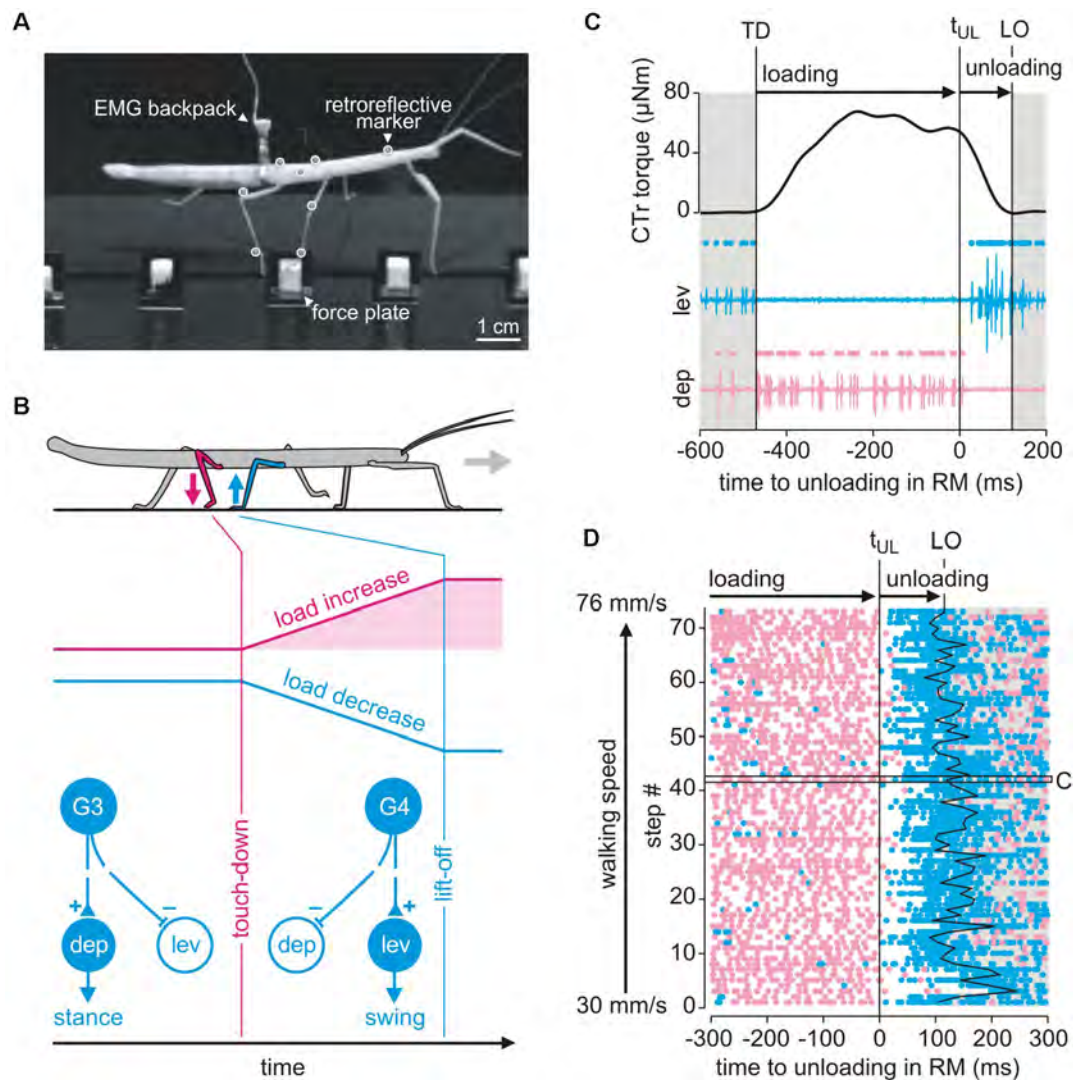 A
EMG backpack
retroreflective
marker
force plate
1 cm
B
load increase
load decrease
G3
G4
touch-down
lift-off
+
−
−
+
dep
lev
dep
lev
stance
swing
time
C
TD
t_UL
LO
loading
unloading
CTr torque (µNm)
80
40
0
lev
dep
-600
-400
-200
0
200
time to unloading in RM (ms)
D
t_UL
LO
loading
unloading
76 mm/s
walking speed
30 mm/s
step #
70
60
50
40
30
20
10
0
C
-300
-200
-100
0
100
200
300
time to unloading in RM (ms)